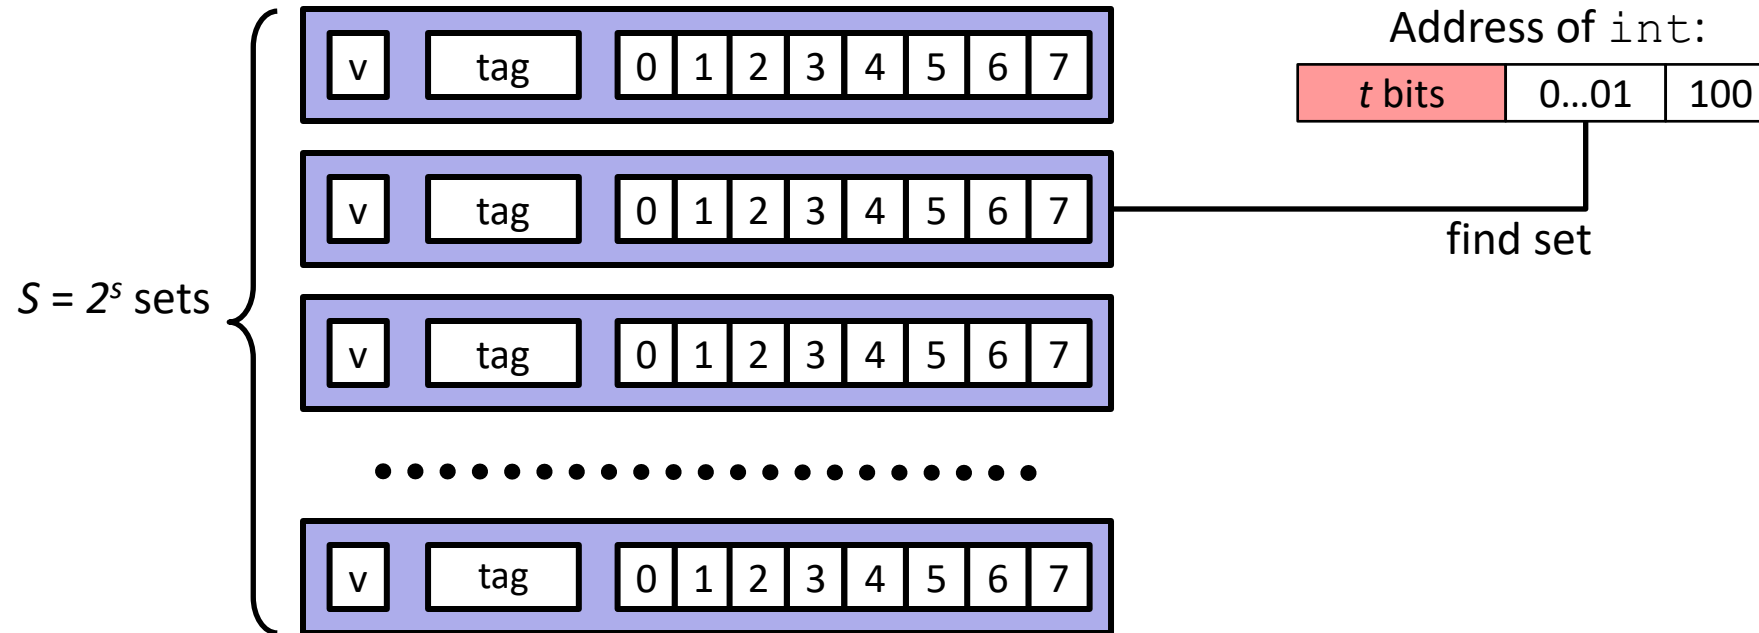 v tag 0 1 2 3 4 5 6 7
Address of int:
t bits 0...01 100
v tag 0 1 2 3 4 5 6 7
find set
S = 2^s sets
v tag 0 1 2 3 4 5 6 7
v tag 0 1 2 3 4 5 6 7